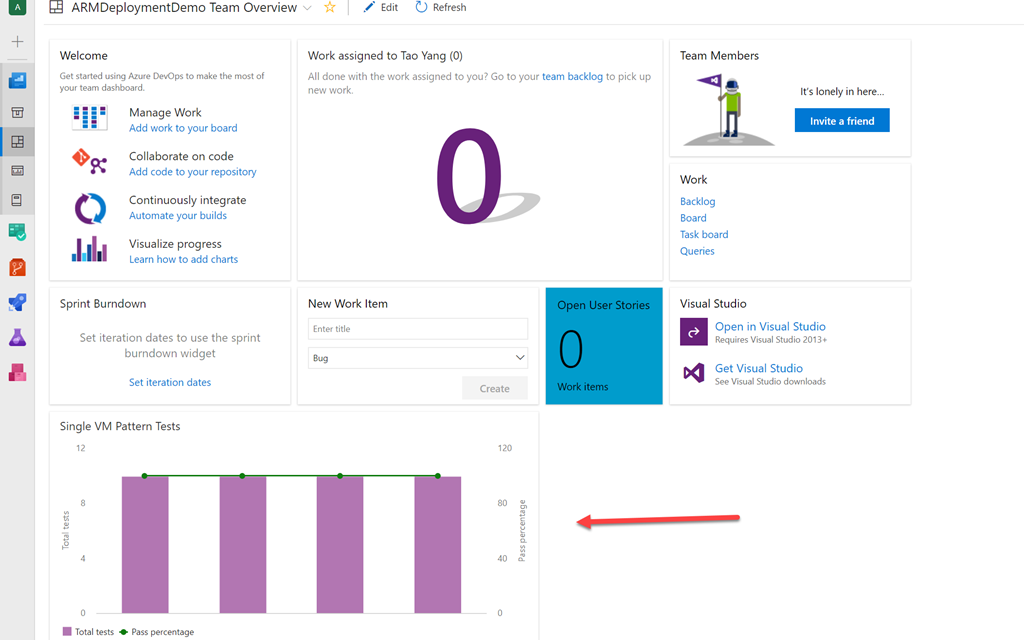 A
ARMDeploymentDemo Team Overview
Edit
Refresh
Welcome
Get started using Azure DevOps to make the most of
your team dashboard.
Manage Work
Add work to your board
Collaborate on code
Add code to your repository
Continuously integrate
Automate your builds
Visualize progress
Learn how to add charts
Work assigned to Tao Yang (0)
All done with the work assigned to you? Go to your team backlog to pick up
new work.
0
Team Members
It's lonely in here...
Invite a friend
Work
Backlog
Board
Task board
Queries
Sprint Burndown
Set iteration dates to use the sprint
burndown widget
Set iteration dates
New Work Item
Enter title
Bug
Create
Open User Stories
0
Work items
Visual Studio
Open in Visual Studio
Requires Visual Studio 2013+
Get Visual Studio
See Visual Studio downloads
Single VM Pattern Tests
12
8
4
0
Total tests
120
80
40
0
Pass percentage
Total tests
Pass percentage